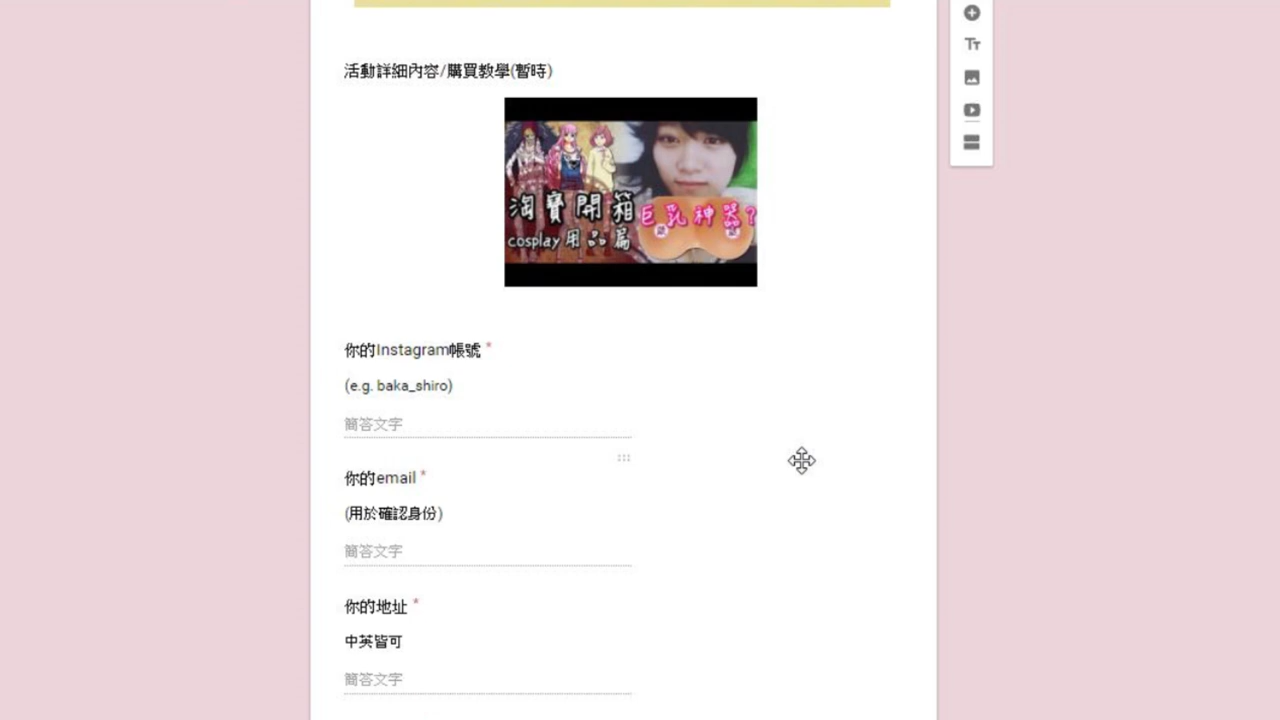 活動詳細內容/購買教學(暫時)
淘寶開箱
巨乳神器?
cosplay用品篇
你的Instagram帳號 *
(e.g. baka_shiro)
簡答文字
你的email *
(用於確認身份)
簡答文字
你的地址 *
中英皆可
簡答文字